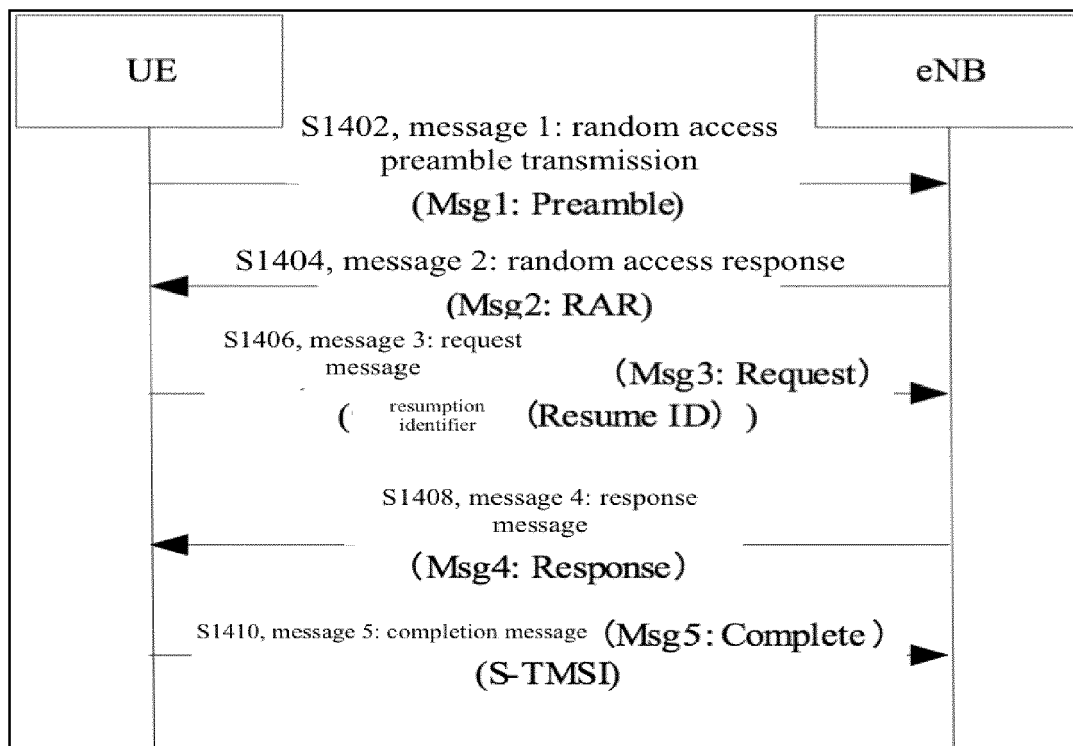 UE
eNB
S1402, message 1: random access
preamble transmission
(Msg1: Preamble)
S1404, message 2: random access response
(Msg2: RAR)
S1406, message 3: request
message
(Msg3: Request)
( resumption
identifier
(Resume ID) )
S1408, message 4: response
message
(Msg4: Response)
S1410, message 5: completion message (Msg5: Complete)
(S-TMSI)